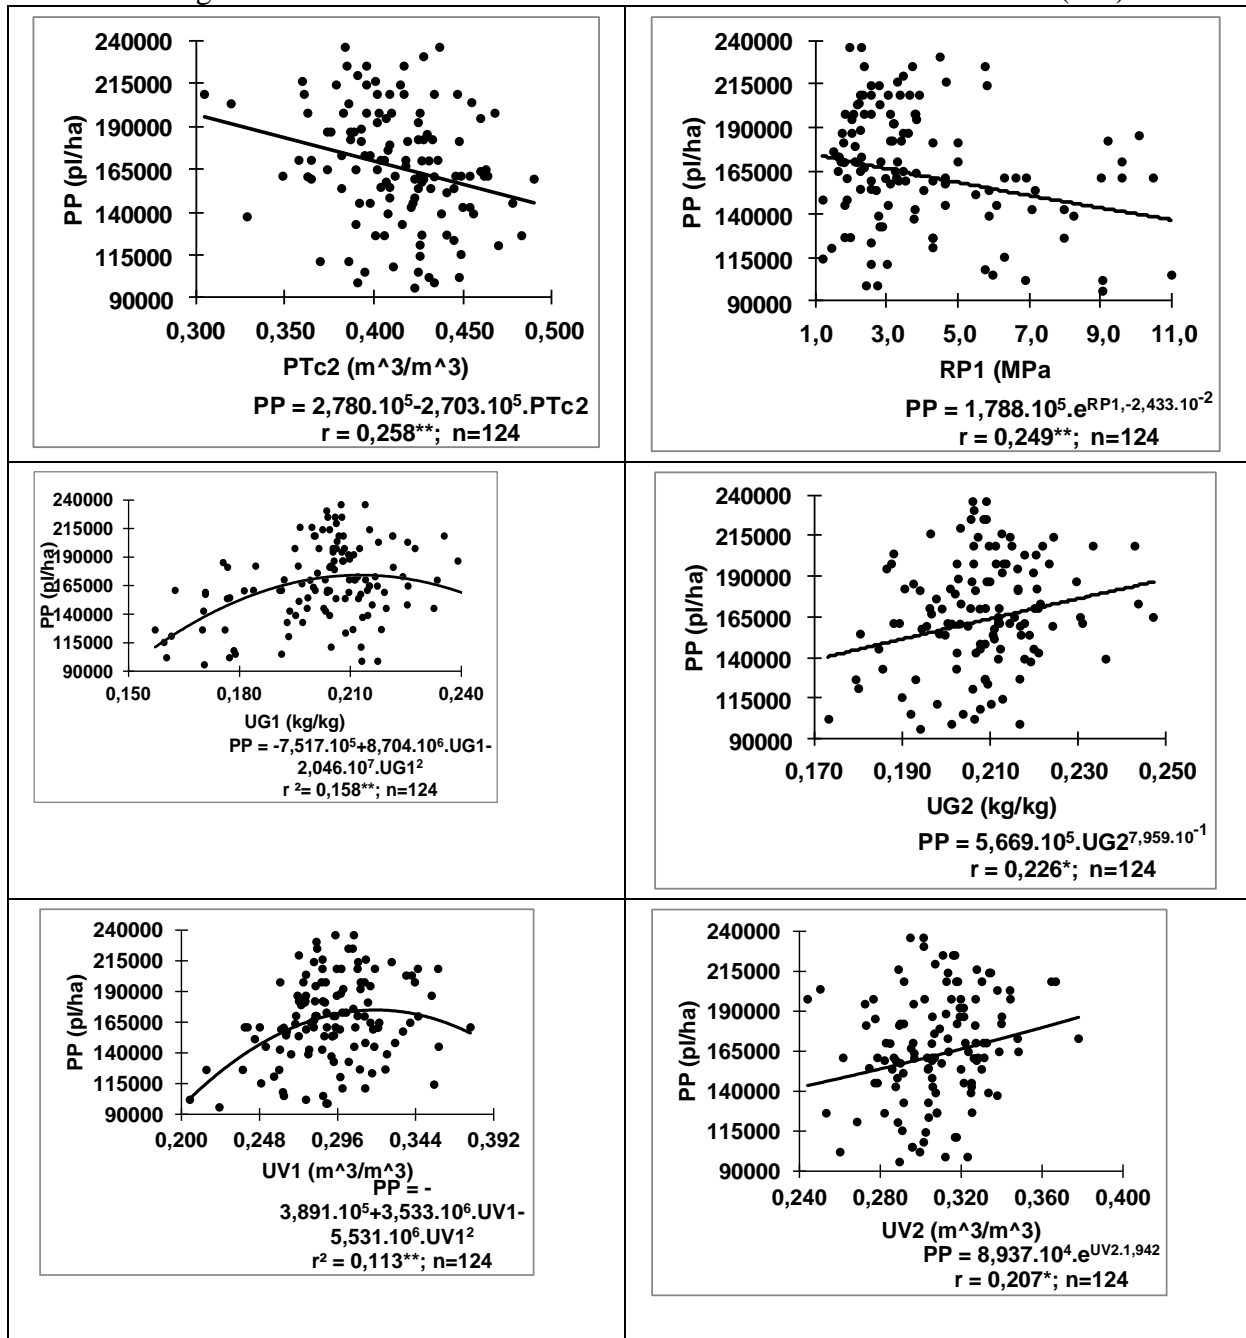 240000
215000
190000
165000
140000
115000
90000
PP (pl/ha)
0,300 0,350 0,400 0,450 0,500
PTc2 (m^3/m^3)
PP = 2,780.10⁵-2,703.10⁵.PTc2
r = 0,258**; n=124
240000
215000
190000
165000
140000
115000
90000
PP (pl/ha)
1,0 3,0 5,0 7,0 9,0 11,0
RP1 (MPa
PP = 1,788.10⁵.e^RP1,-2,433.10⁻²
r = 0,249**; n=124
240000
215000
190000
165000
140000
115000
90000
PP (pl/ha)
0,150 0,180 0,210 0,240
UG1 (kg/kg)
PP = -7,517.10⁵+8,704.10⁶.UG1-
2,046.10⁷.UG1²
r ²= 0,158**; n=124
240000
215000
190000
165000
140000
115000
90000
PP (pl/ha)
0,170 0,190 0,210 0,230 0,250
UG2 (kg/kg)
PP = 5,669.10⁵.UG2^7,959.10⁻¹
r = 0,226*; n=124
240000
215000
190000
165000
140000
115000
90000
PP (pl/ha)
0,200 0,248 0,296 0,344 0,392
UV1 (m^3/m^3)
PP = -
3,891.10⁵+3,533.10⁶.UV1-
5,531.10⁶.UV1²
r² = 0,113**; n=124
240000
215000
190000
165000
140000
115000
90000
PP (pl/ha)
0,240 0,280 0,320 0,360 0,400
UV2 (m^3/m^3)
PP = 8,937.10⁴.e^UV2.1,942
r = 0,207*; n=124